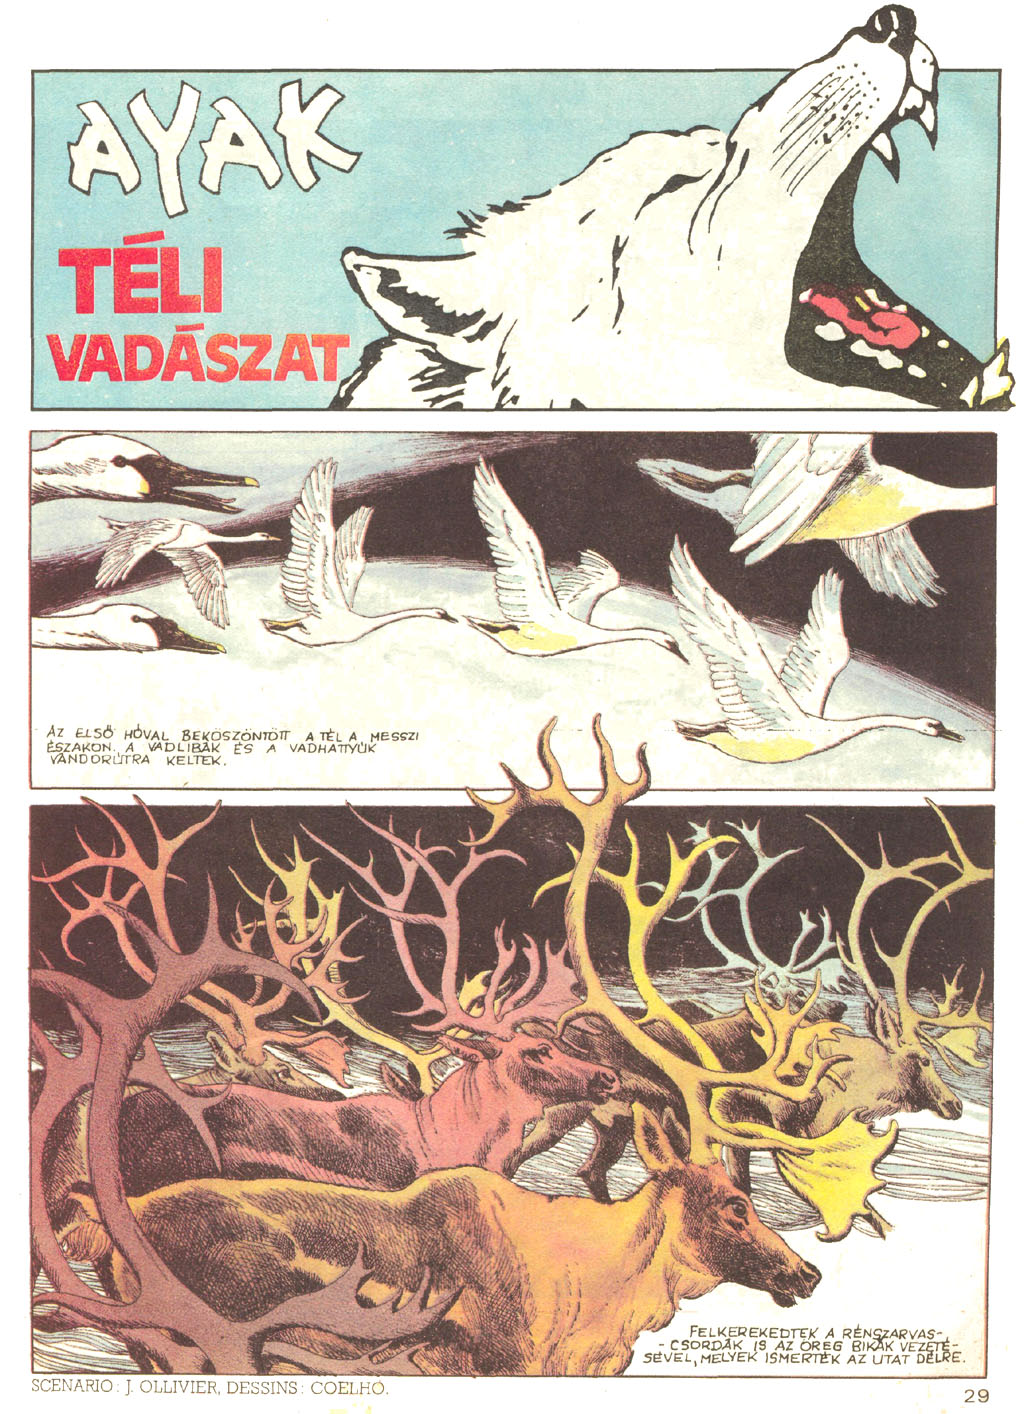 AYAK
TÉLI
VADÁSZAT
AZ ELSŐ HÓVAL BEKÖSZÖNTÖTT A TÉL A MESSZI
ÉSZAKON. A VADLIBÁK ÉS A VADHATTYÚK
VÁNDORÚTRA KELTEK.
FELKEREKEDTEK A RÉNSZARVAS-
-CSORDÁK IS AZ ÖREG BIKÁK VEZETÉ-
SÉVEL, MELYEK ISMERTÉK AZ UTAT DÉLRE.
SCENARIO: J. OLLIVIER, DESSINS: COELHO.
29